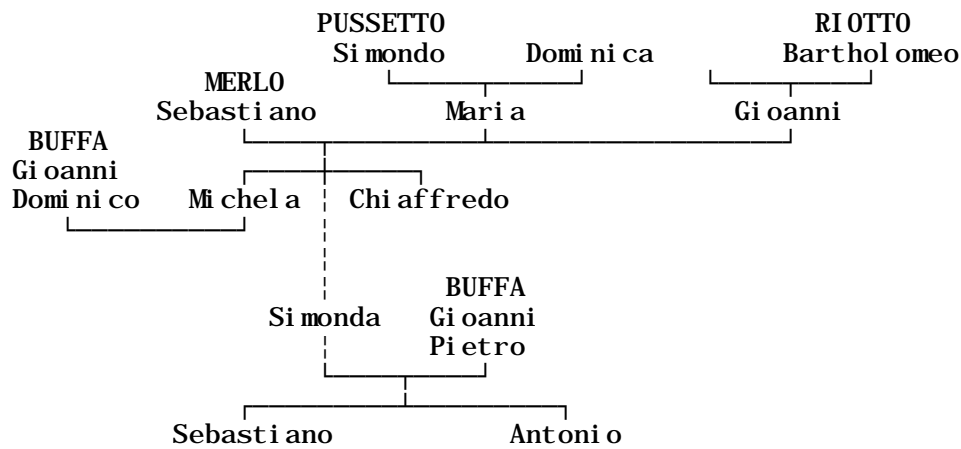 PUSSETTO RIOTTO
Simondo Dominica Bartholomeo
MERLO
Sebastiano Maria Gioanni
BUFFA
Gioanni
Dominico Michela Chiaffredo
BUFFA
Simonda Gioanni
Pietro
Sebastiano Antonio